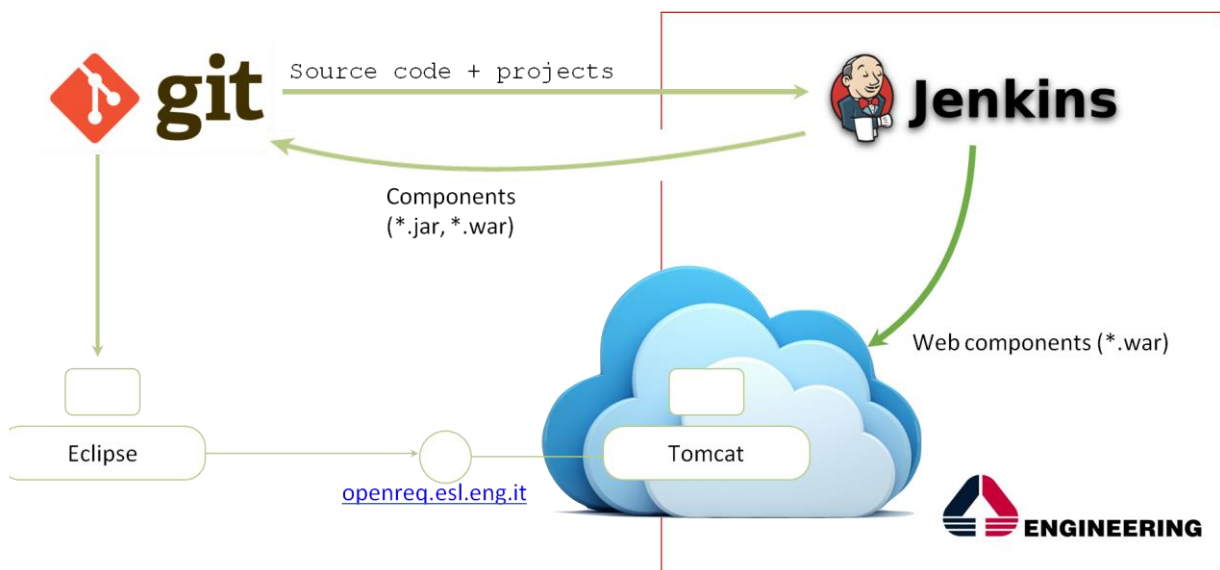 git
Source code + projects
Jenkins
Components
(*.jar, *.war)
Web components (*.war)
Eclipse
Tomcat
openreq.esl.eng.it
ENGINEERING